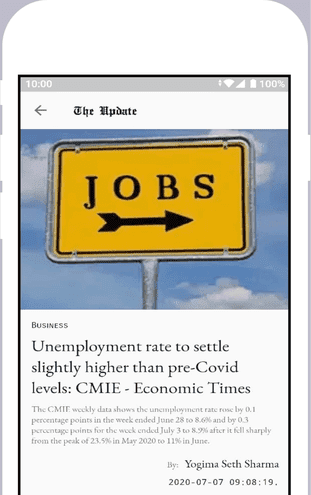 10:00 100%
The Update
JOBS
BUSINESS
Unemployment rate to settle
slightly higher than pre-Covid
levels: CMIE - Economic Times
The CMIE weekly data shows the unemployment rate rose by 0.1
percentage points in the week ended June 28 to 8.6% and by 0.3
percentage points for the week ended July 3 to 8.9% after it fell sharply
from the peak of 23.5% in May 2020 to 11% in June.
By: Yogima Seth Sharma
2020-07-07 09:08:19.